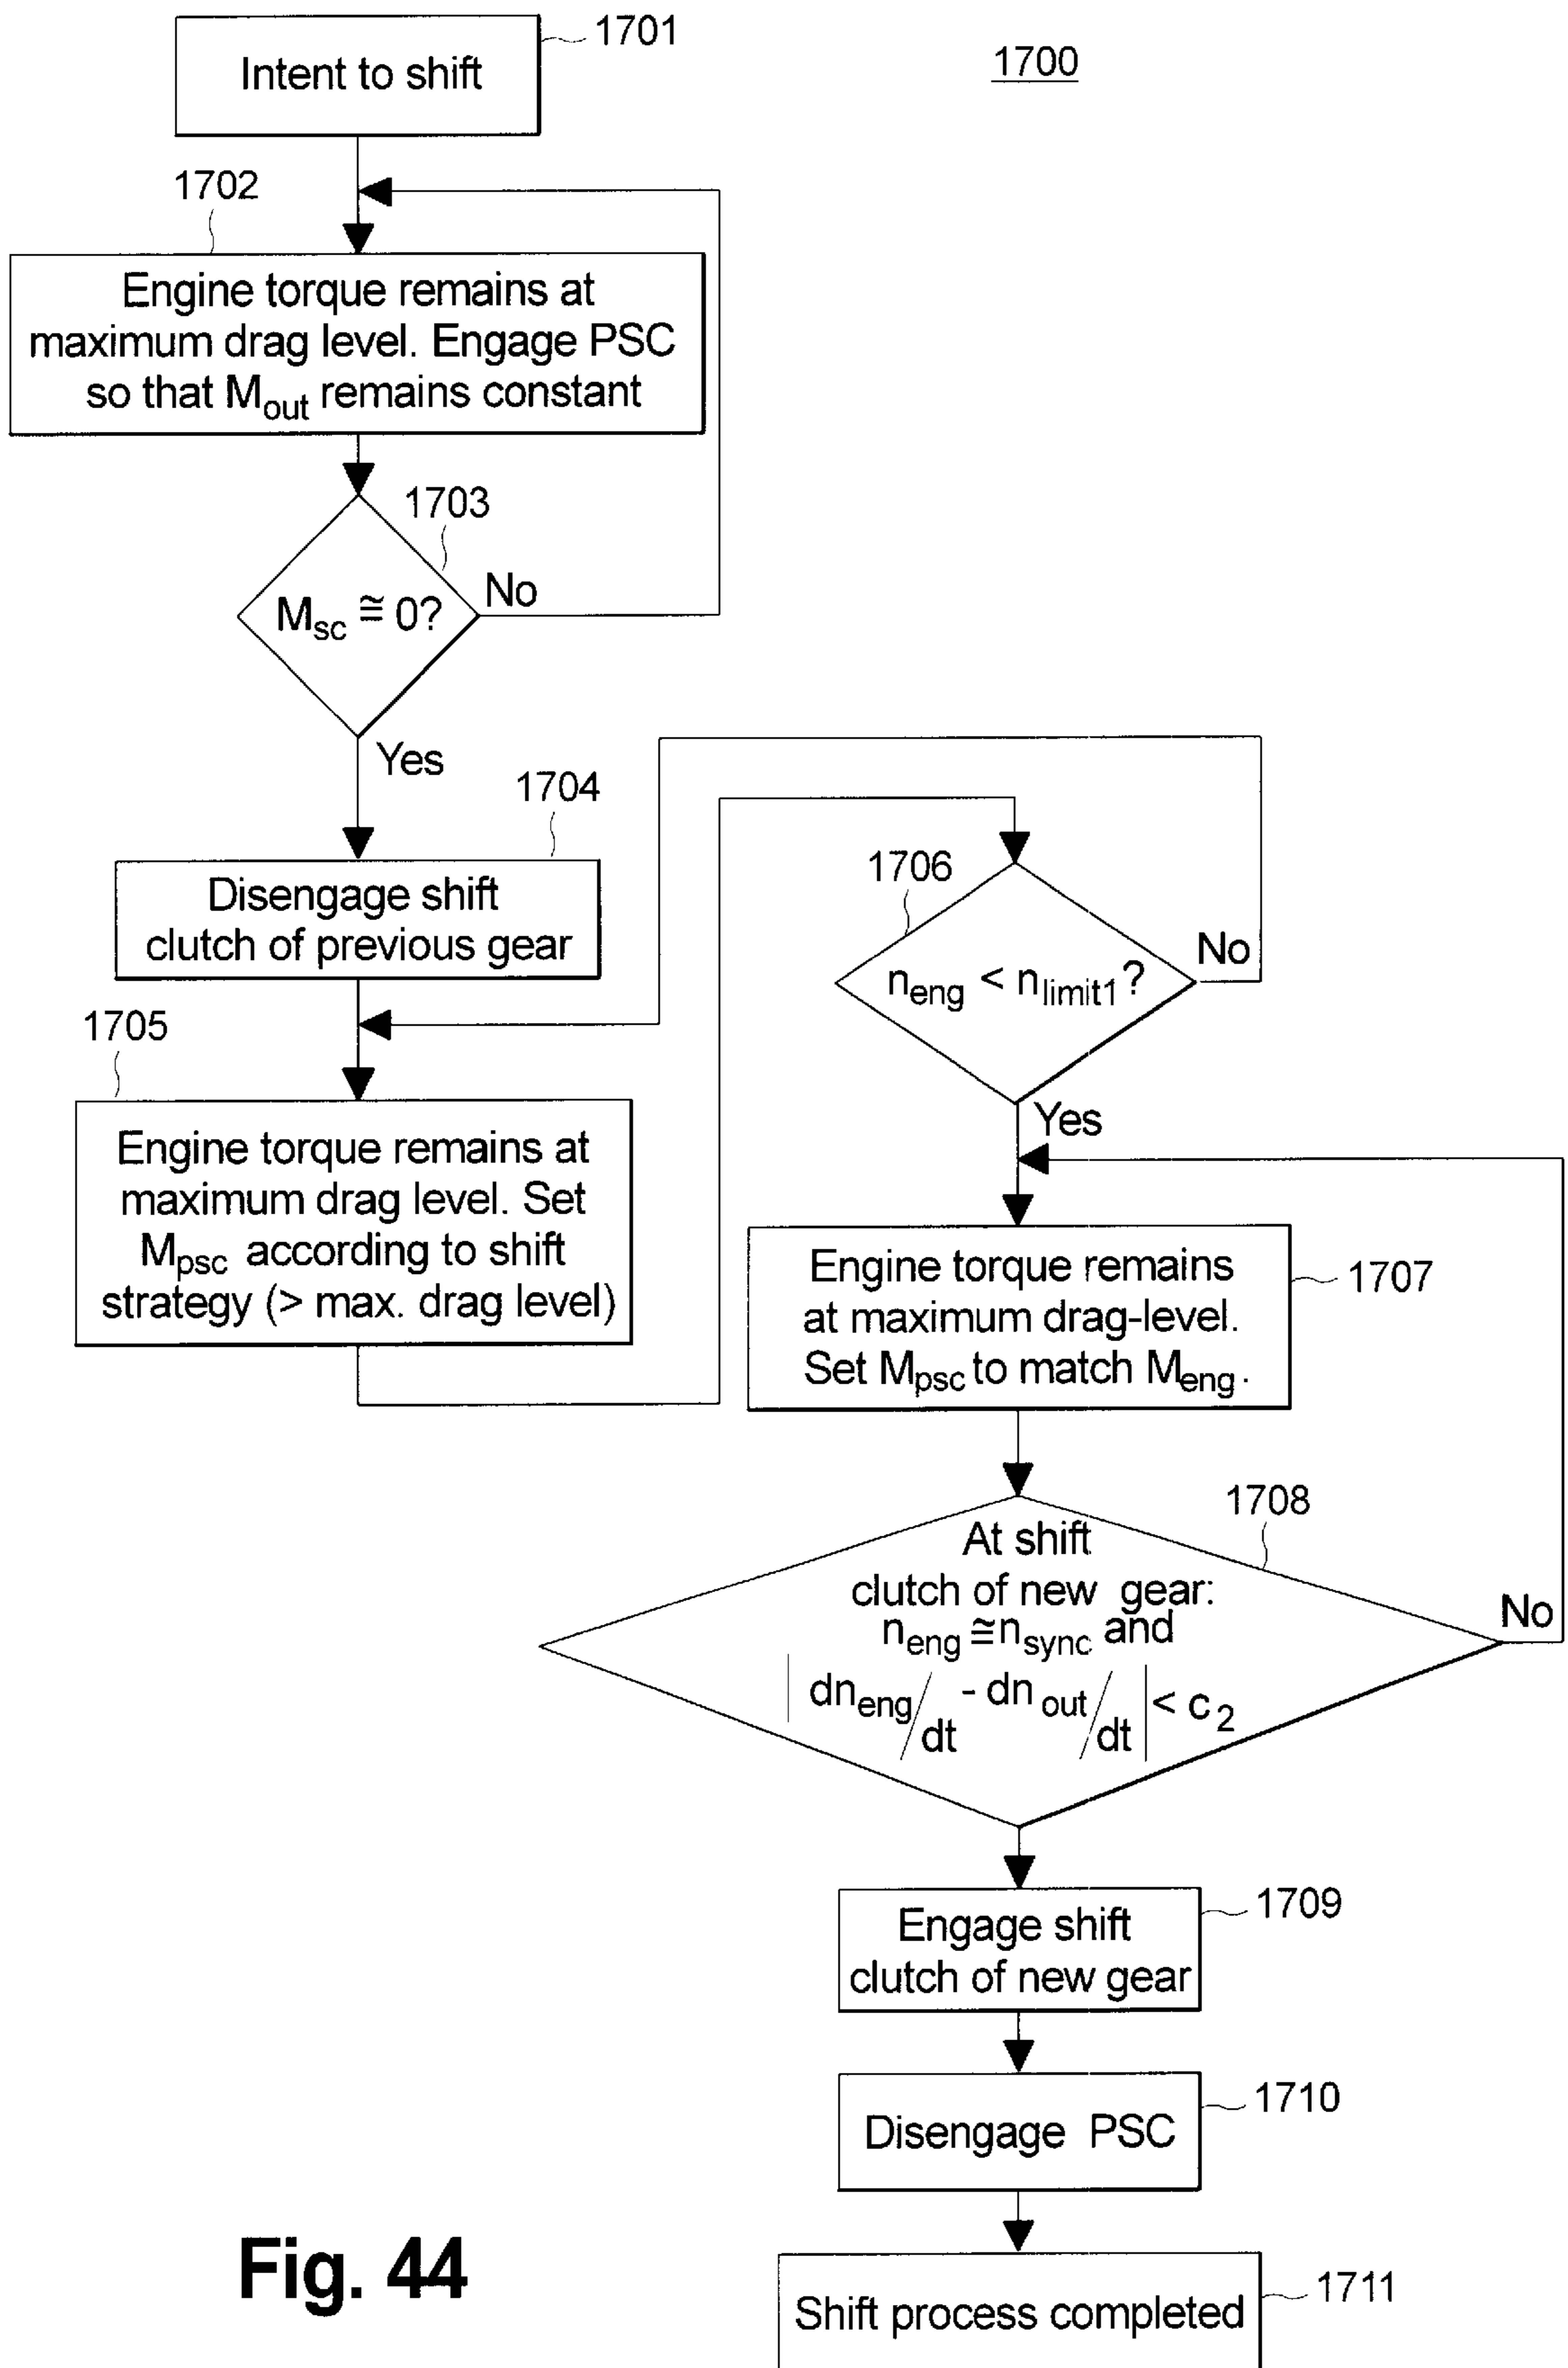 1701
Intent to shift
1700
1702
Engine torque remains at
maximum drag level. Engage PSC
so that Mout remains constant
1703
Msc ≅ 0?
No
Yes
1704
Disengage shift
clutch of previous gear
1705
Engine torque remains at
maximum drag level. Set
Mpsc according to shift
strategy (> max. drag level)
1706
neng < nlimit1?
No
Yes
1707
Engine torque remains
at maximum drag-level.
Set Mpsc to match Meng.
1708
At shift
clutch of new gear:
neng ≅ nsync and
| dneng/dt - dnout/dt | < c2
No
1709
Engage shift
clutch of new gear
1710
Disengage PSC
1711
Shift process completed
Fig. 44